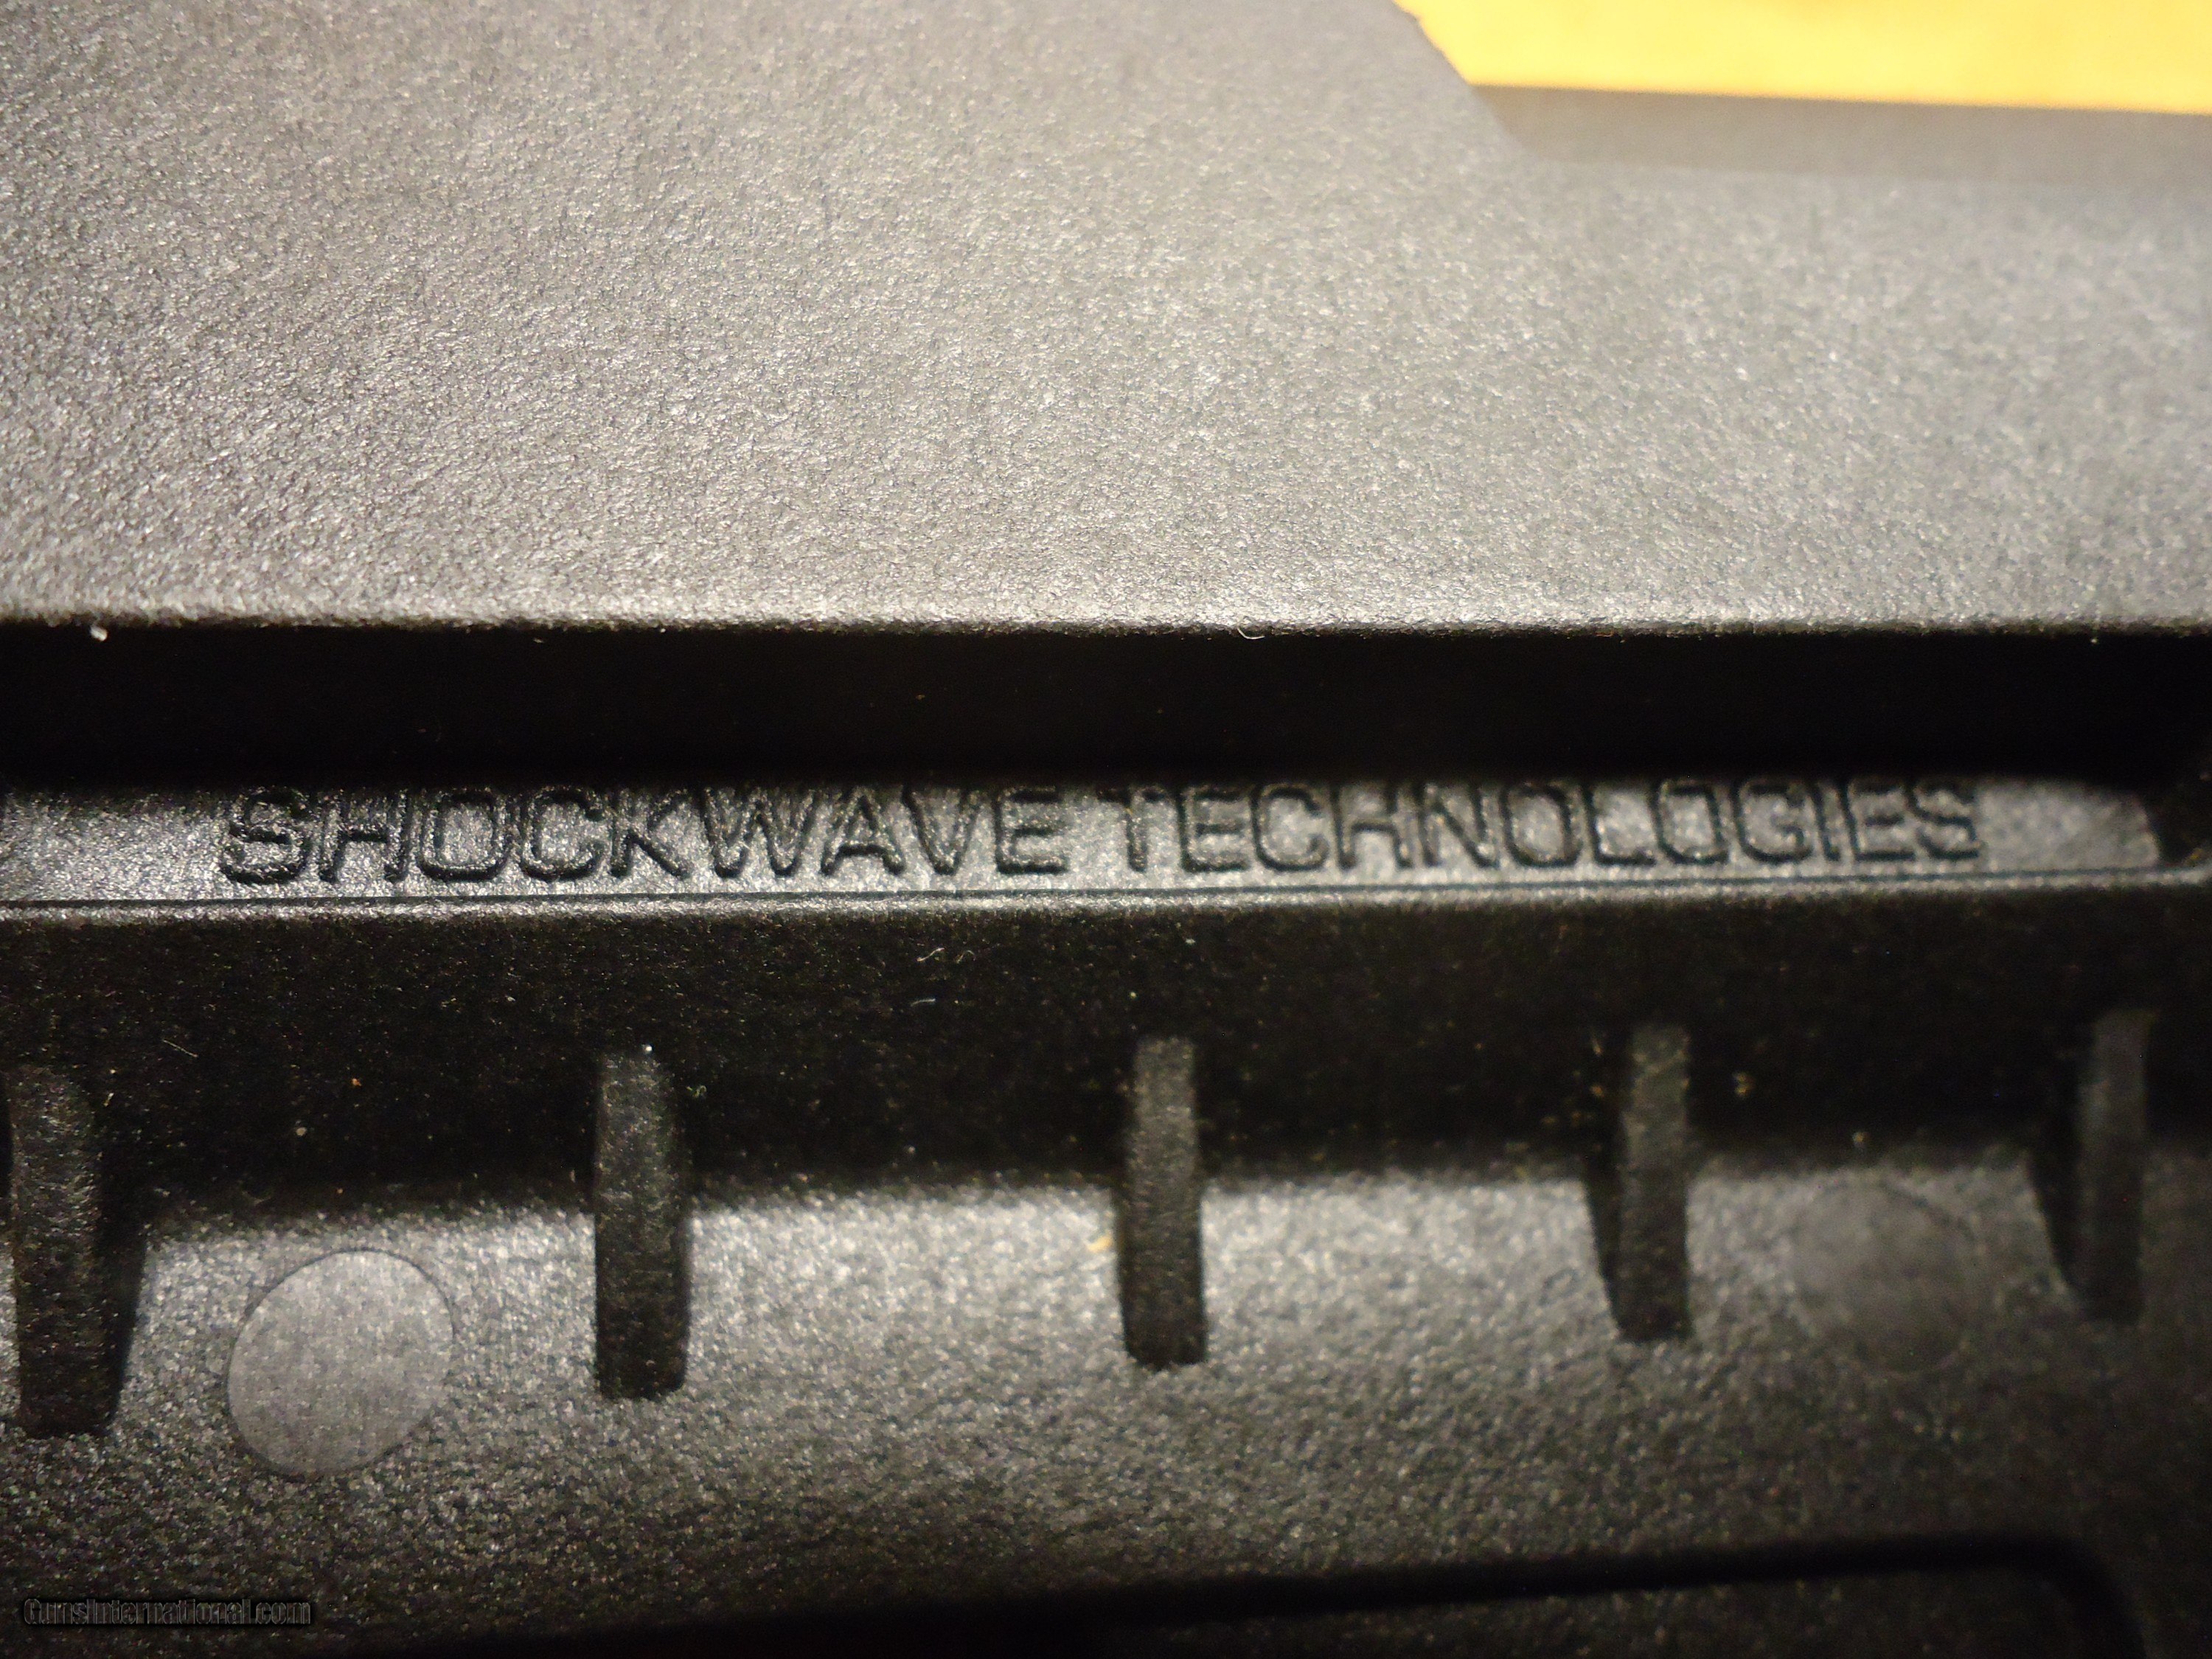 SHOCKWAVE TECHNOLOGIES
GunsInternational.com